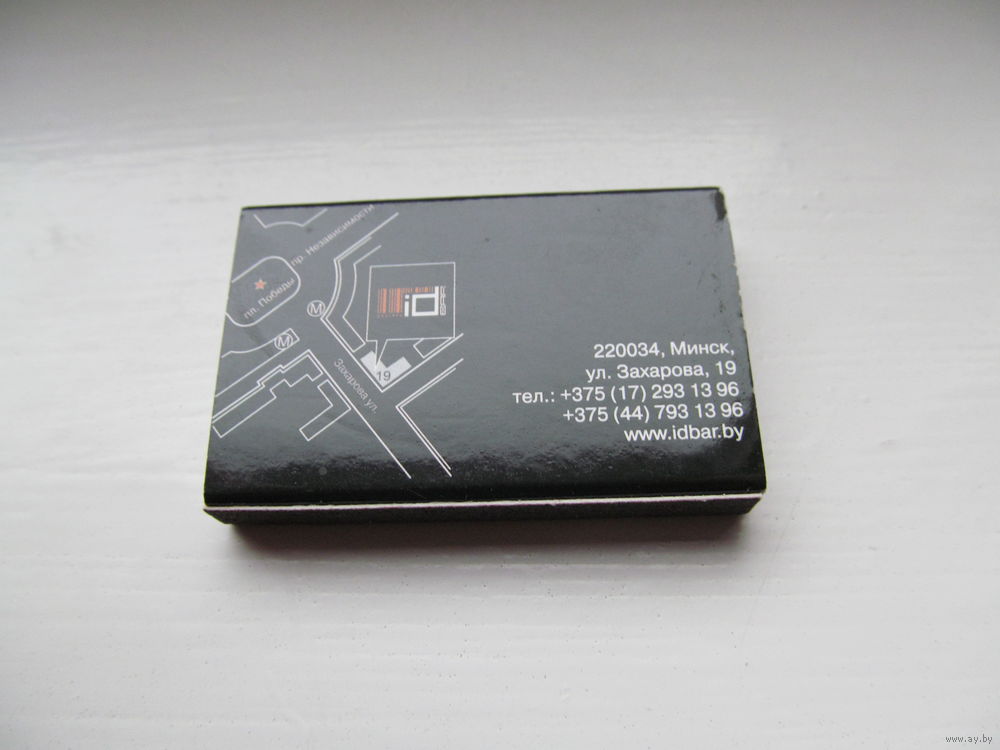 пр. Независимости
пл. Победы
М
М
id
BAR
19
Захарова ул.
220034, Минск,
ул. Захарова, 19
тел.: +375 (17) 293 13 96
+375 (44) 793 13 96
www.idbar.by
www.ay.by